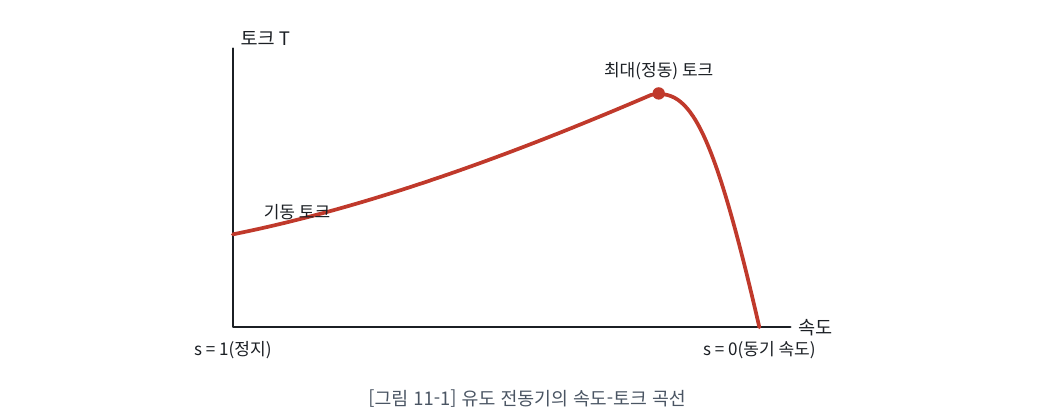 토크 T
최대(정동) 토크
기동 토크
속도
s = 1(정지)
s = 0(동기 속도)
[그림 11-1] 유도 전동기의 속도-토크 곡선